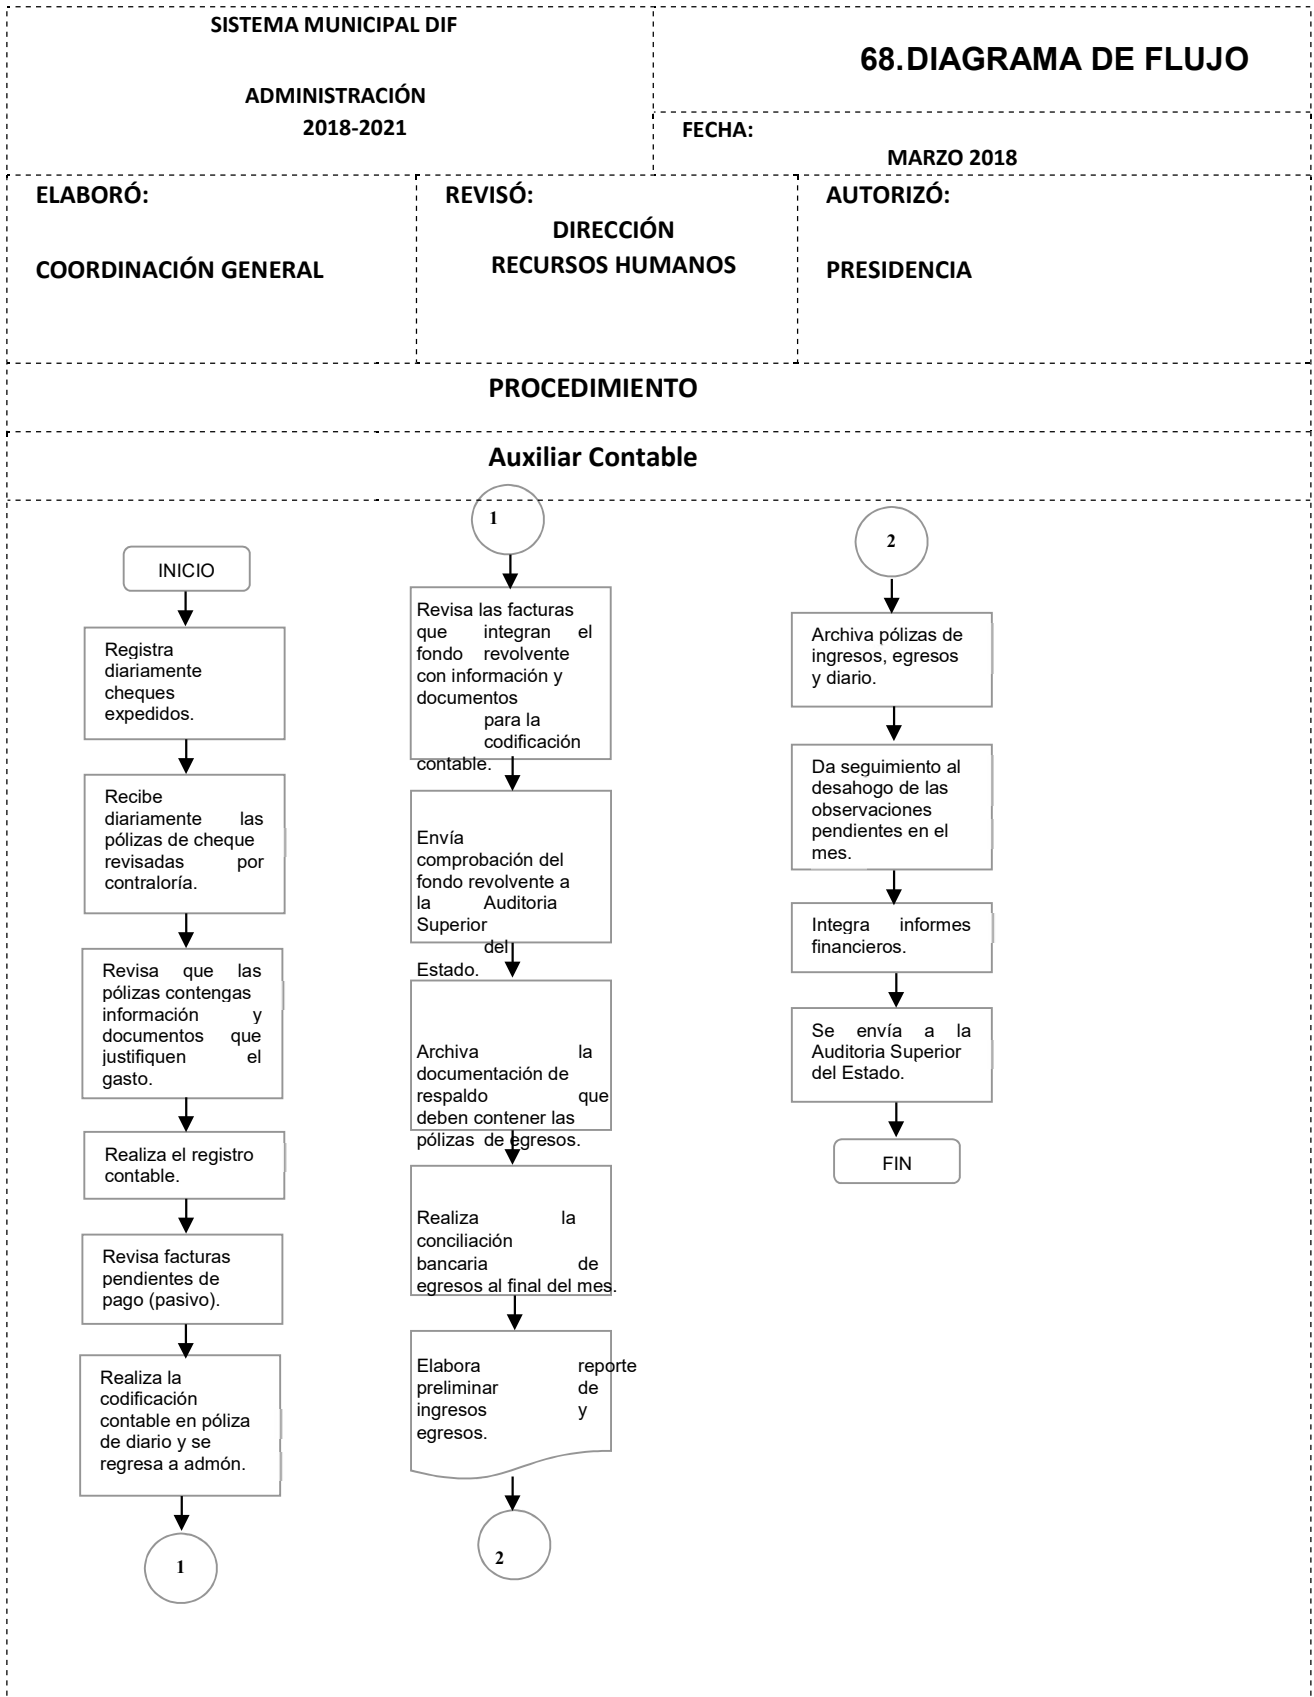 SISTEMA MUNICIPAL DIF
ADMINISTRACIÓN
2018-2021
68.DIAGRAMA DE FLUJO
FECHA:
MARZO 2018
ELABORÓ:
COORDINACIÓN GENERAL
REVISÓ:
DIRECCIÓN
RECURSOS HUMANOS
AUTORIZÓ:
PRESIDENCIA
PROCEDIMIENTO
Auxiliar Contable
INICIO
Registra
diariamente
cheques
expedidos.
Recibe
diariamente las
pólizas de cheque
revisadas por
contraloría.
Revisa que las
pólizas contengas
información y
documentos que
justifiquen el
gasto.
Realiza el registro
contable.
Revisa facturas
pendientes de
pago (pasivo).
Realiza la
codificación
contable en póliza
de diario y se
regresa a admón.
1
1
Revisa las facturas
que integran el
fondo revolvente
con información y
documentos
para la
codificación
contable.
Envía
comprobación del
fondo revolvente a
la Auditoria
Superior
del
Estado.
Archiva la
documentación de
respaldo que
deben contener las
pólizas de egresos.
Realiza la
conciliación
bancaria de
egresos al final del mes.
Elabora reporte
preliminar de
ingresos y
egresos.
2
2
Archiva pólizas de
ingresos, egresos
y diario.
Da seguimiento al
desahogo de las
observaciones
pendientes en el
mes.
Integra informes
financieros.
Se envía a la
Auditoria Superior
del Estado.
FIN